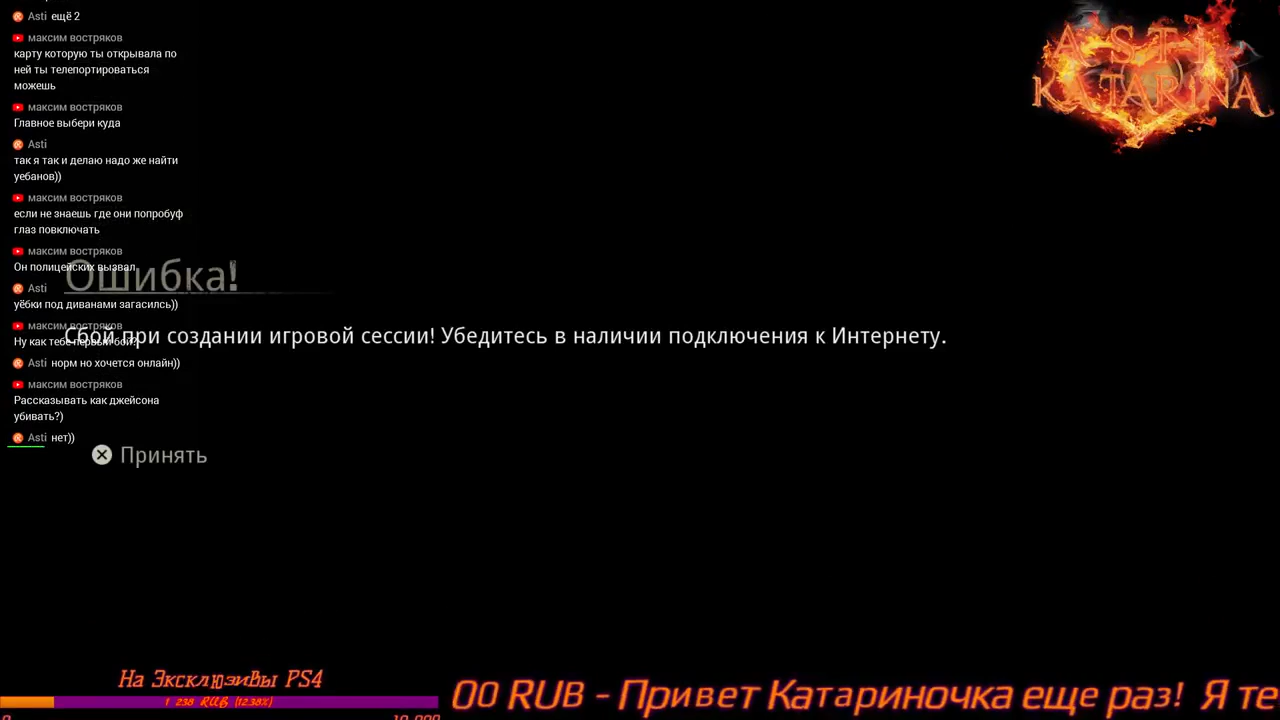 Asti ещё 2
максим востряков
карту которую ты открывала по
ней ты телепортироваться
можешь
максим востряков
Главное выбери куда
Asti
так я так и делаю надо же найти
уебанов))
максим востряков
если не знаешь где они попробуф
глаз повключать
максим востряков
Он полицейских вызвал
Asti
уёбки под диванами загасилсь))
максим востряков
Ну как тебе первый бой?
Asti норм но хочется онлайн))
максим востряков
Рассказывать как джейсона
убивать?)
Asti нет))
Ошибка!
Сбой при создании игровой сессии! Убедитесь в наличии подключения к Интернету.
Принять
ASTI
KATARINA
На Эксклюзивы PS4
1 238 RUB (12.38%)
00 RUB - Привет Катариночка еще раз! Я те